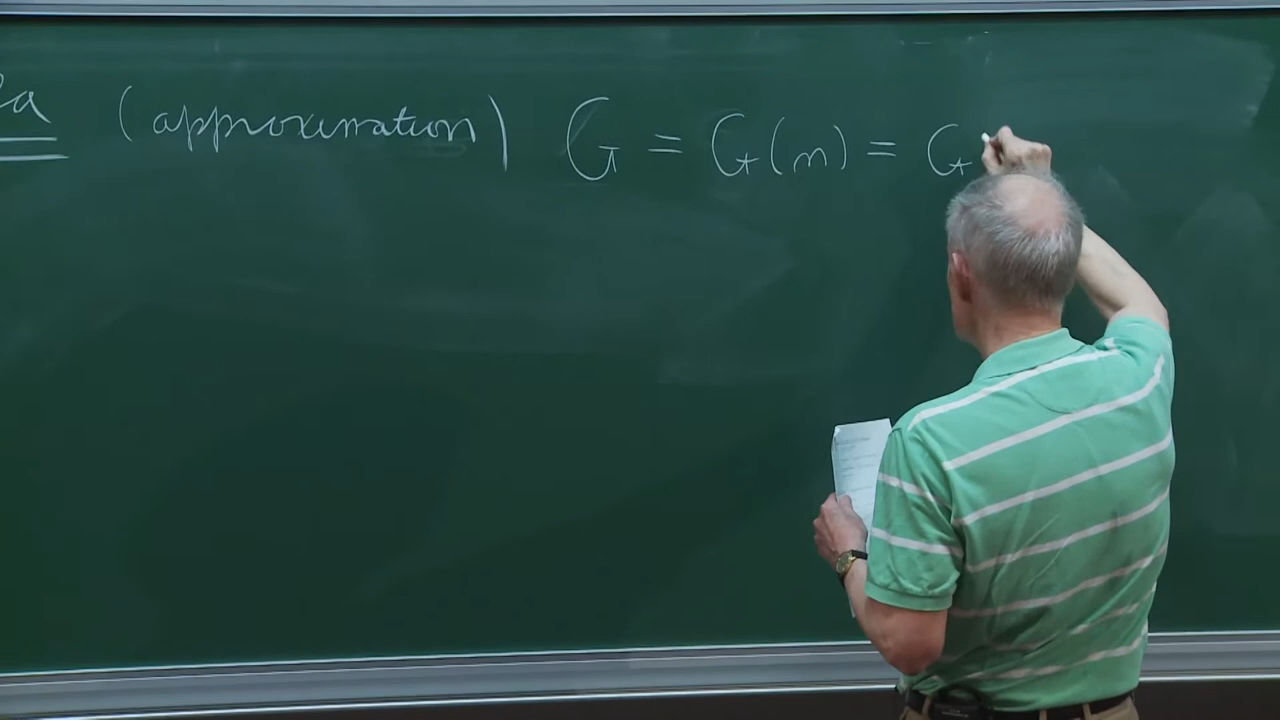 a (approximation) G = G(n) = G